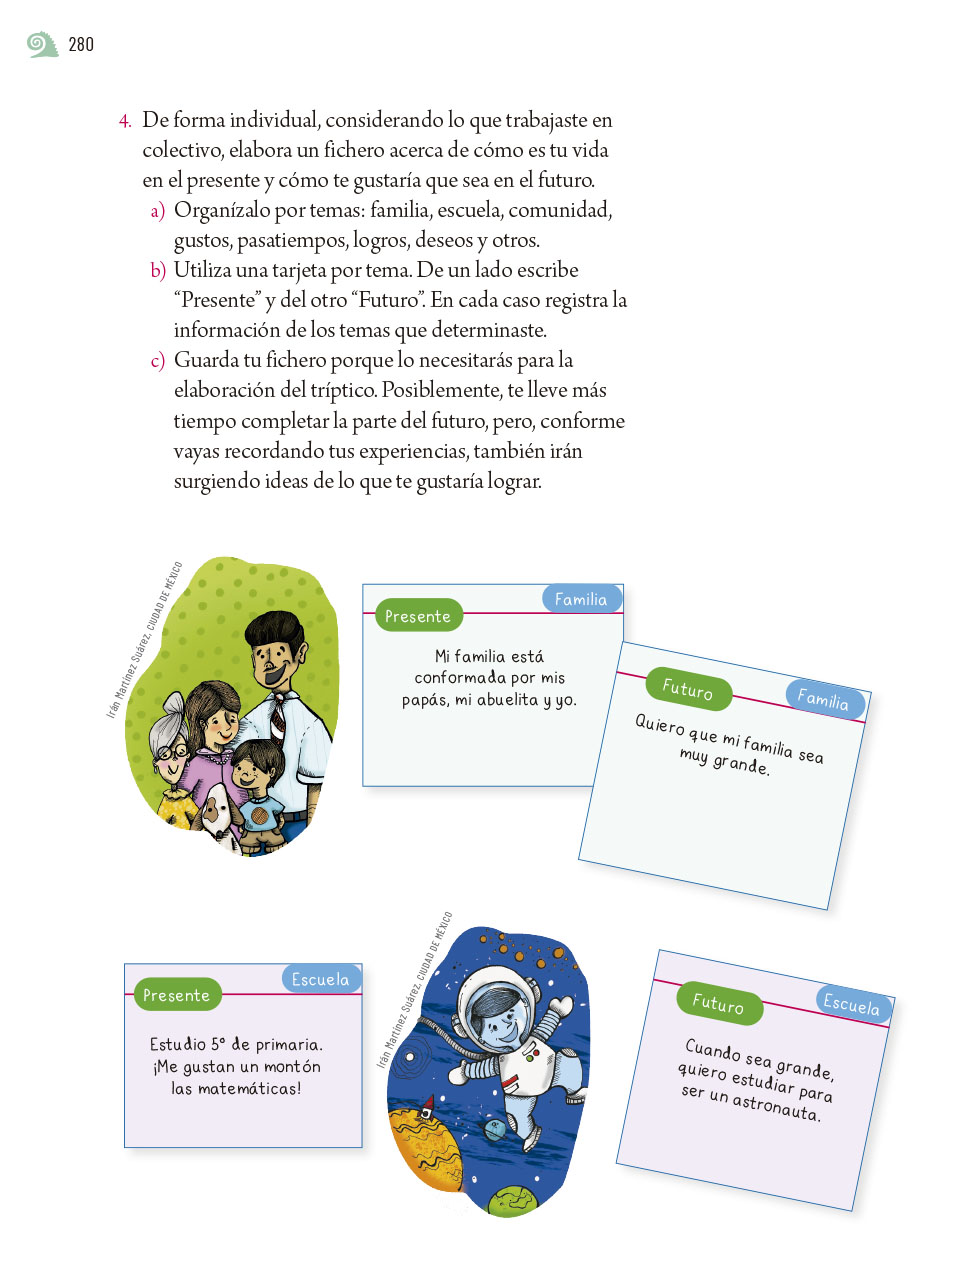 280
4. De forma individual, considerando lo que trabajaste en
colectivo, elabora un fichero acerca de cómo es tu vida
en el presente y cómo te gustaría que sea en el futuro.
a) Organízalo por temas: familia, escuela, comunidad,
gustos, pasatiempos, logros, deseos y otros.
b) Utiliza una tarjeta por tema. De un lado escribe
“Presente” y del otro “Futuro”. En cada caso registra la
información de los temas que determinaste.
c) Guarda tu fichero porque lo necesitarás para la
elaboración del tríptico. Posiblemente, te lleve más
tiempo completar la parte del futuro, pero, conforme
vayas recordando tus experiencias, también irán
surgiendo ideas de lo que te gustaría lograr.
Irán Martínez Suárez, CIUDAD DE MÉXICO
Familia
Presente
Mi familia está
conformada por mis
papás, mi abuelita y yo.
Futuro
Familia
Quiero que mi familia sea
muy grande.
Escuela
Presente
Estudio 5° de primaria.
¡Me gustan un montón
las matemáticas!
Irán Martínez Suárez, CIUDAD DE MÉXICO
Futuro
Escuela
Cuando sea grande,
quiero estudiar para
ser un astronauta.